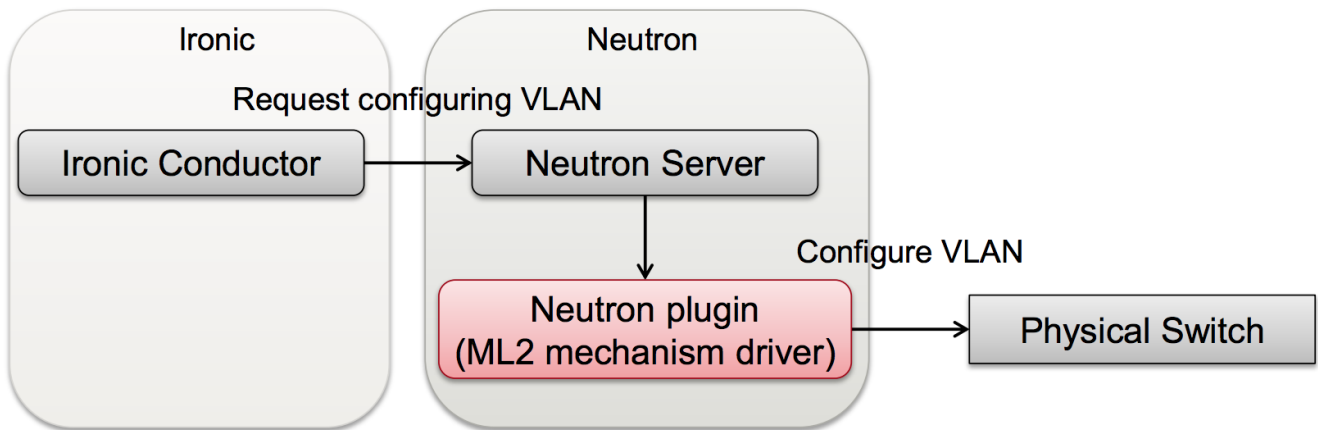 Ironic
Neutron
Request configuring VLAN
Ironic Conductor
Neutron Server
Configure VLAN
Neutron plugin
(ML2 mechanism driver)
Physical Switch